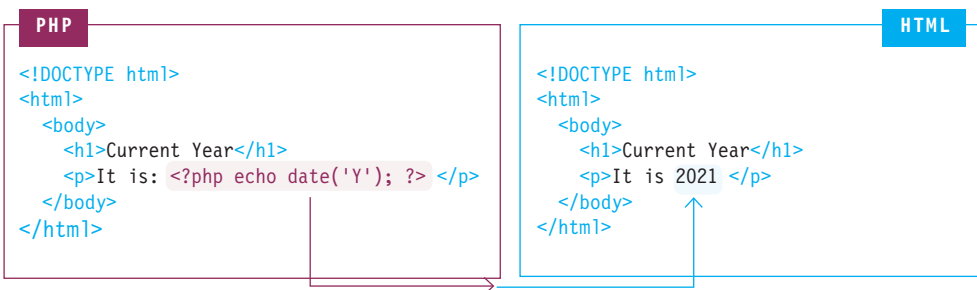 PHP
<!DOCTYPE html>
<html>
<body>
<h1>Current Year</h1>
<p>It is: <?php echo date('Y'); ?> </p>
</body>
</html>
HTML
<!DOCTYPE html>
<html>
<body>
<h1>Current Year</h1>
<p>It is 2021 </p>
</body>
</html>